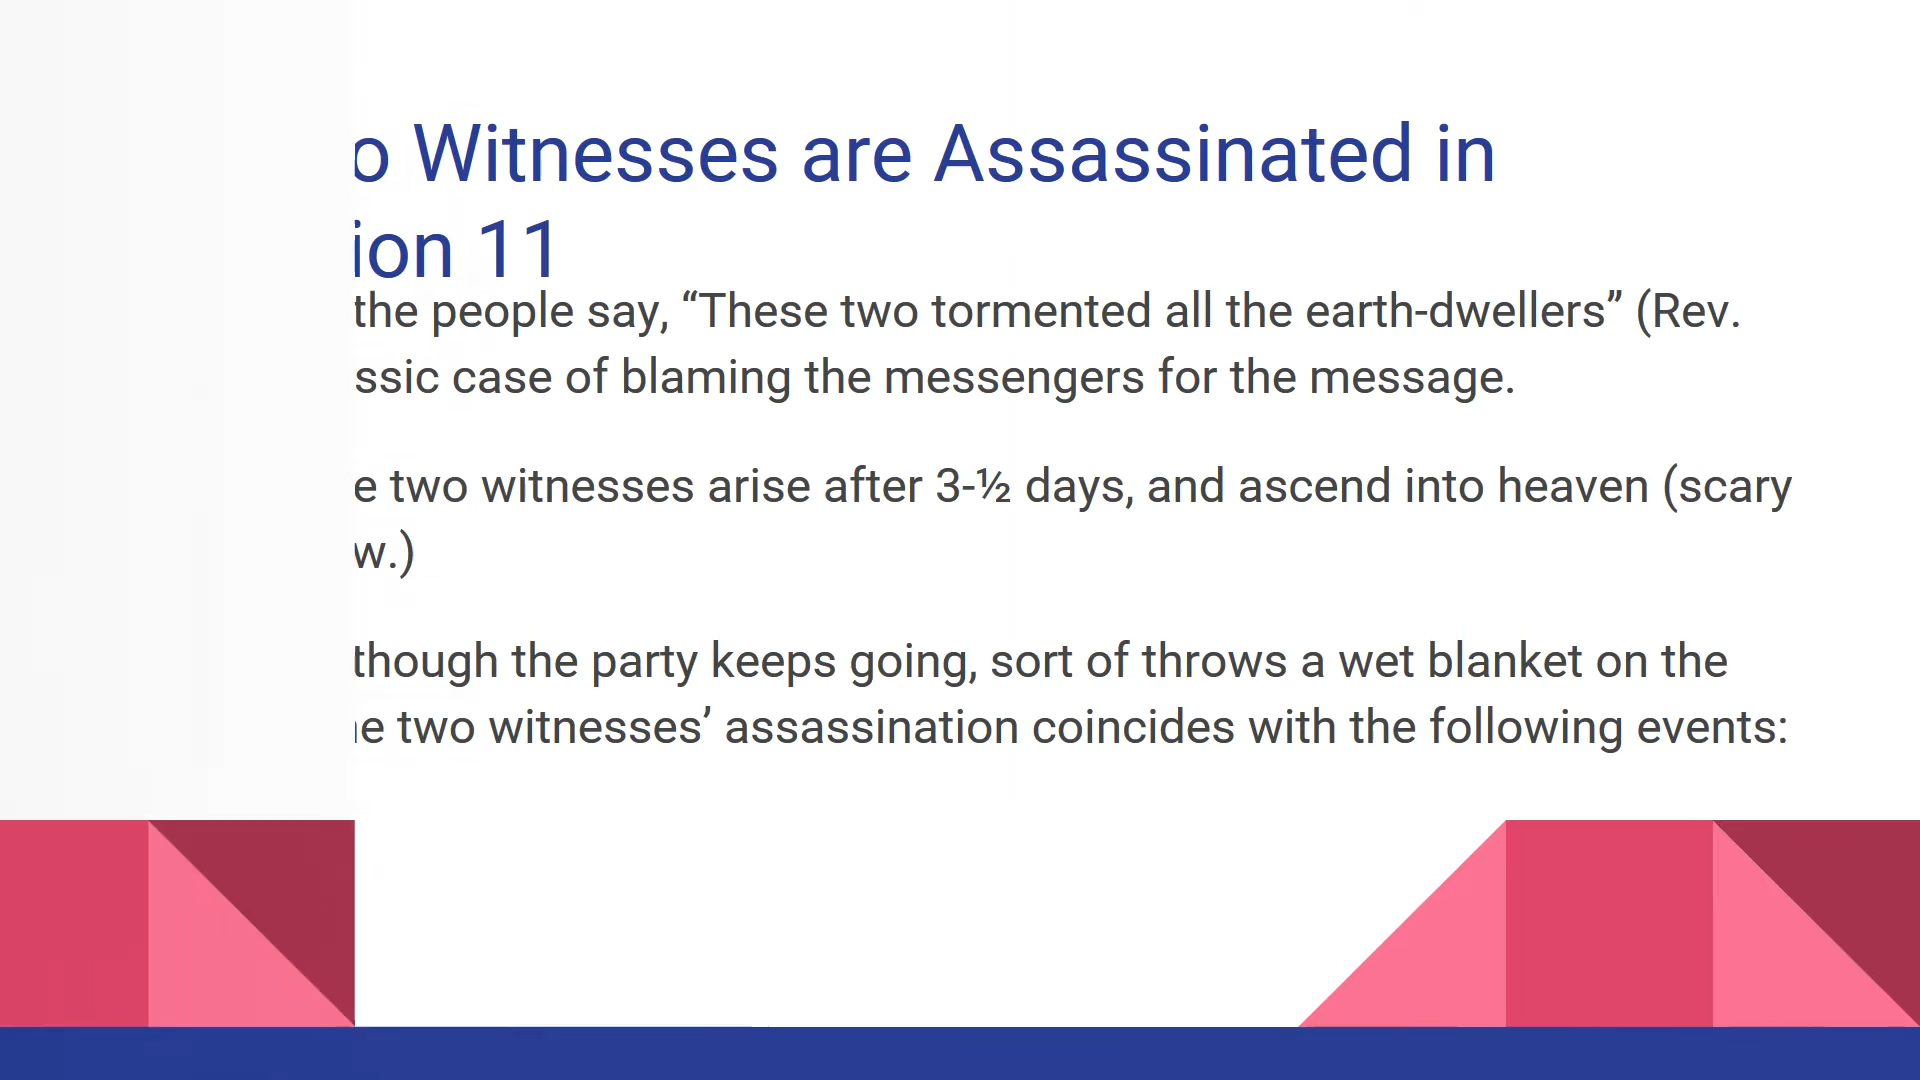 o Witnesses are Assassinated in
ion 11
the people say, “These two tormented all the earth-dwellers” (Rev.
ssic case of blaming the messengers for the message.
e two witnesses arise after 3-½ days, and ascend into heaven (scary
w.)
though the party keeps going, sort of throws a wet blanket on the
e two witnesses’ assassination coincides with the following events: